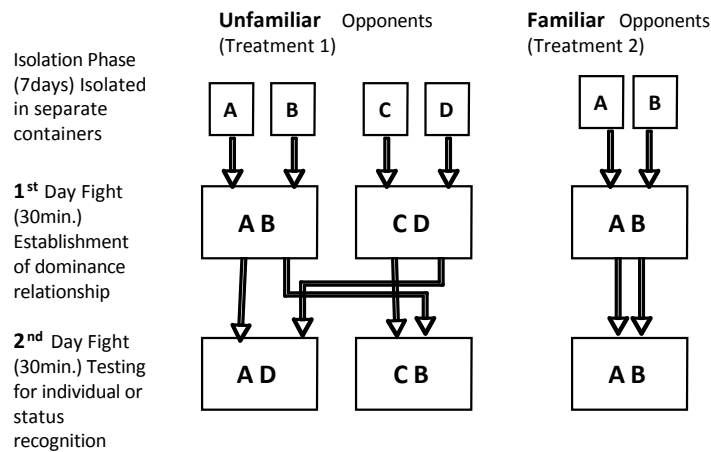 Unfamiliar Opponents
(Treatment 1)
Familiar Opponents
(Treatment 2)
Isolation Phase
(7days) Isolated
in separate
containers
A B C D
A B
1st Day Fight
(30min.)
Establishment
of dominance
relationship
A B
C D
A B
2nd Day Fight
(30min.) Testing
for individual or
status
recognition
A D
C B
A B